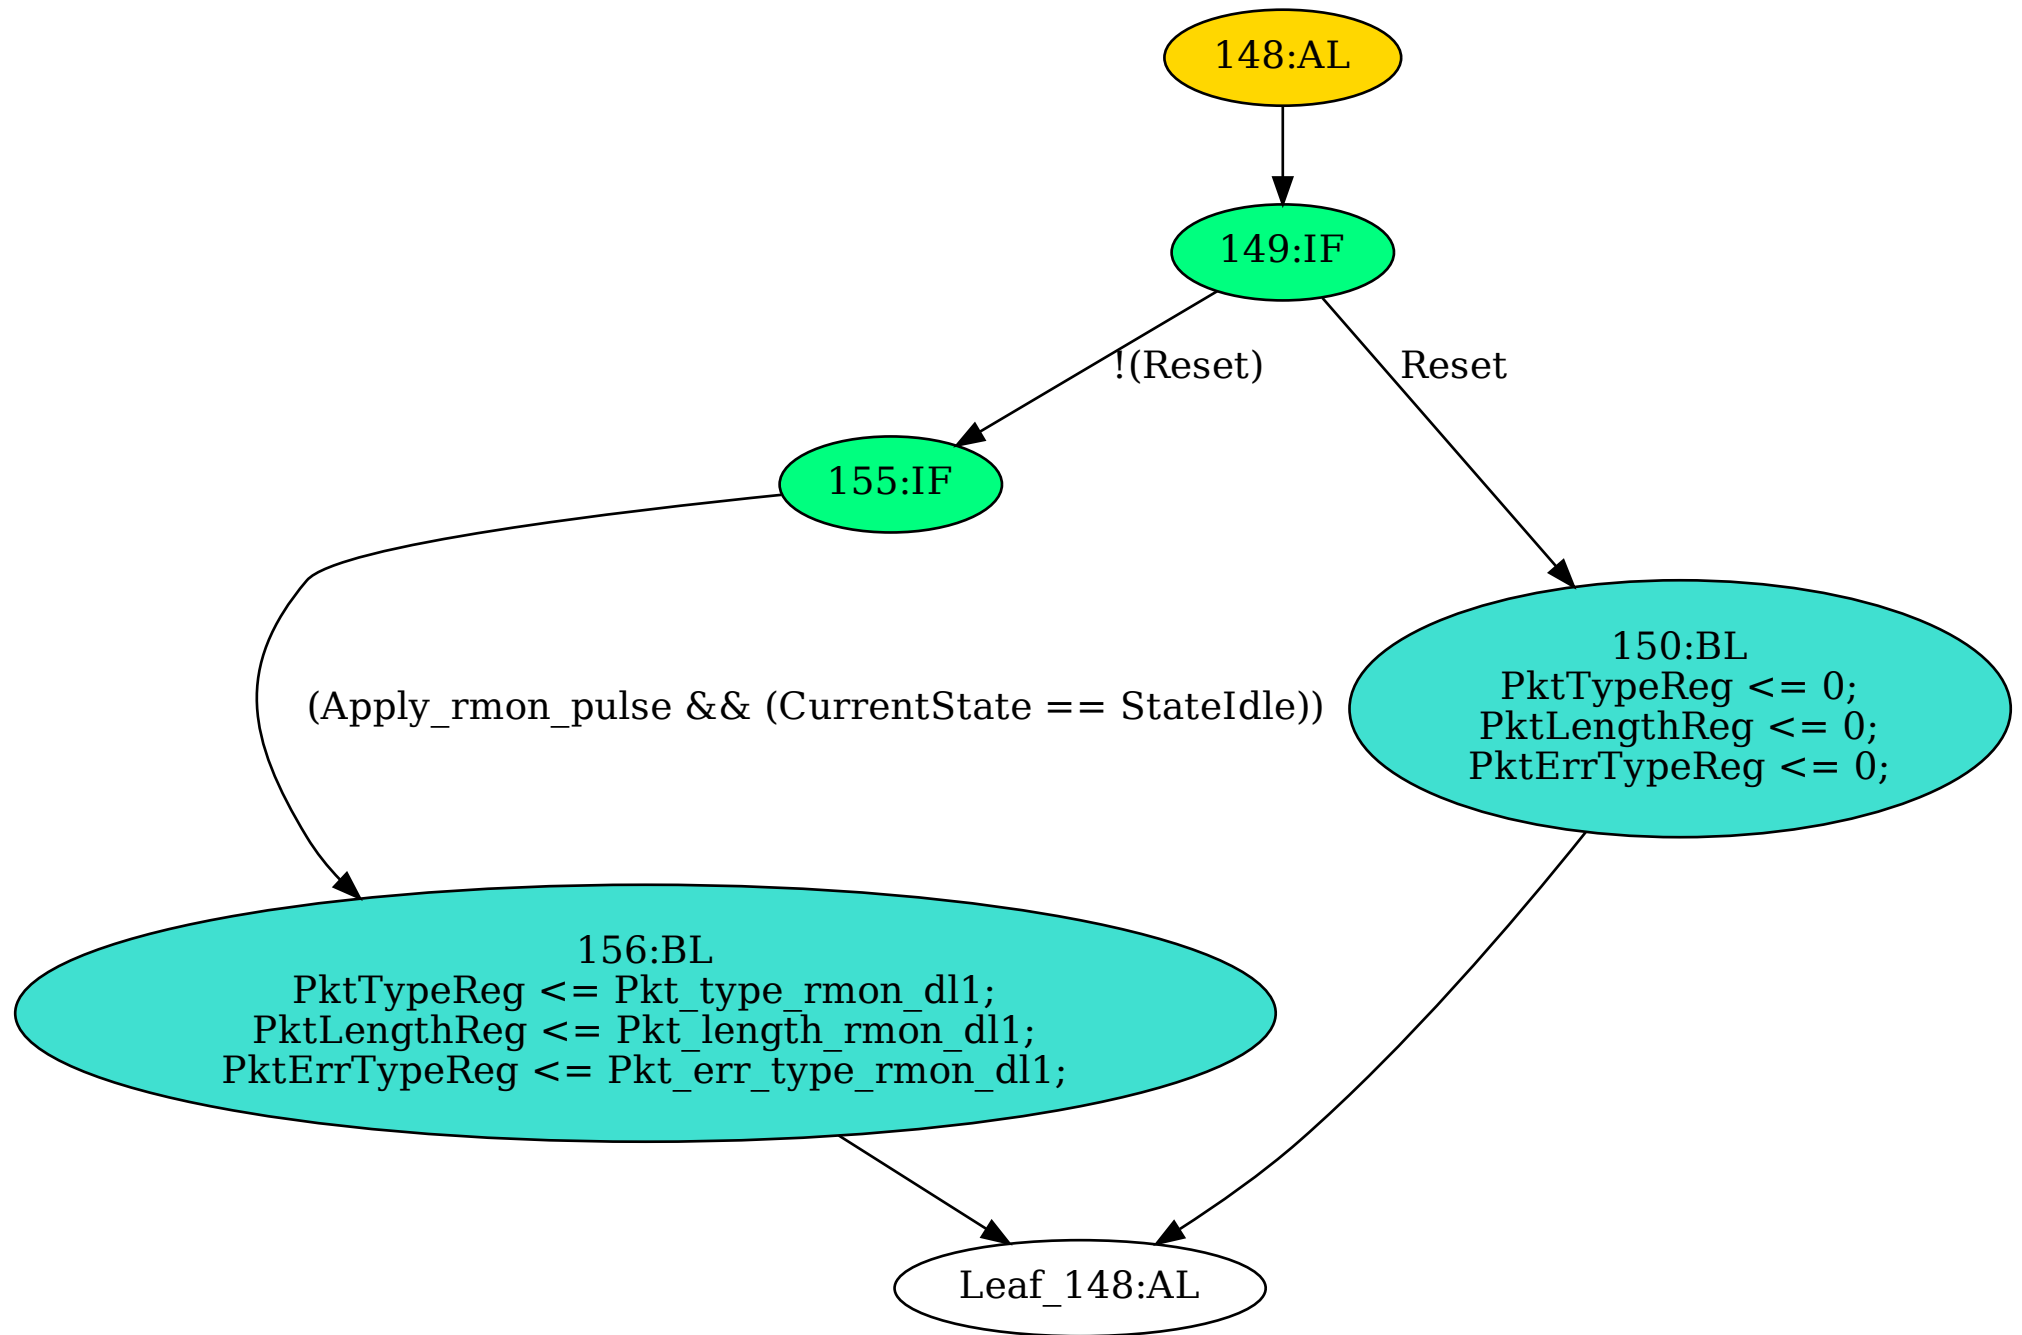 148:AL
149:IF
!(Reset)
Reset
155:IF
150:BL
PktTypeReg <= 0;
PktLengthReg <= 0;
PktErrTypeReg <= 0;
(Apply_rmon_pulse && (CurrentState == StateIdle))
156:BL
PktTypeReg <= Pkt_type_rmon_dl1;
PktLengthReg <= Pkt_length_rmon_dl1;
PktErrTypeReg <= Pkt_err_type_rmon_dl1;
Leaf_148:AL